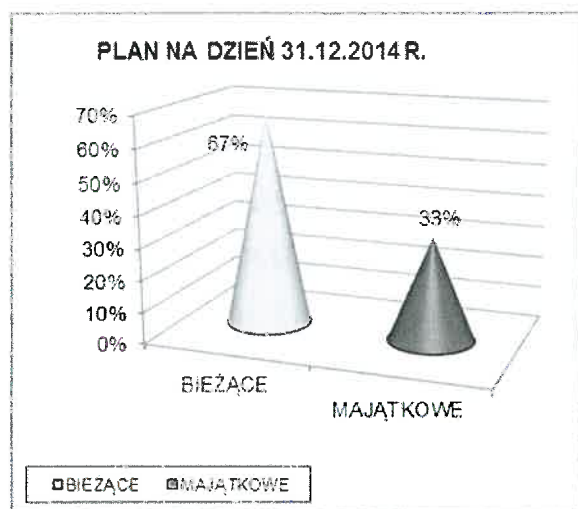 PLAN NA DZIEŃ 31.12.2014 R.
70%
60%
50%
40%
30%
20%
10%
0%
67%
33%
BIEŻĄCE
MAJĄTKOWE
BIEŻĄCE MAJĄTKOWE